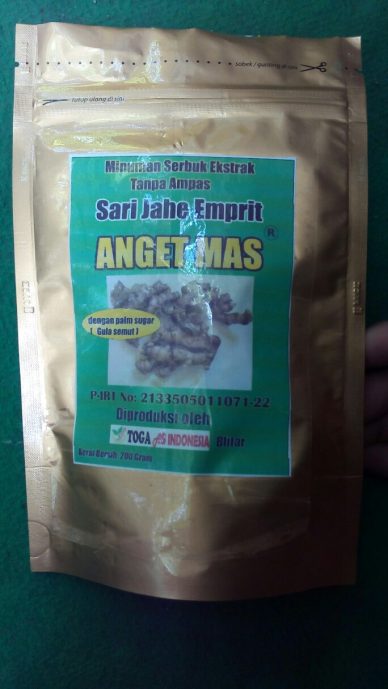 sobek / gunting di sini
tutup ulang di sini
Minuman Serbuk Ekstrak
Tanpa Ampas
Sari Jahe Emprit
R
ANGET MAS
dengan palm sugar
( Gula semut )
P-IRT No: 2133505011071-22
Diproduksi oleh
TOGA INDONESIA Blitar
Berat Bersih 200 Gram